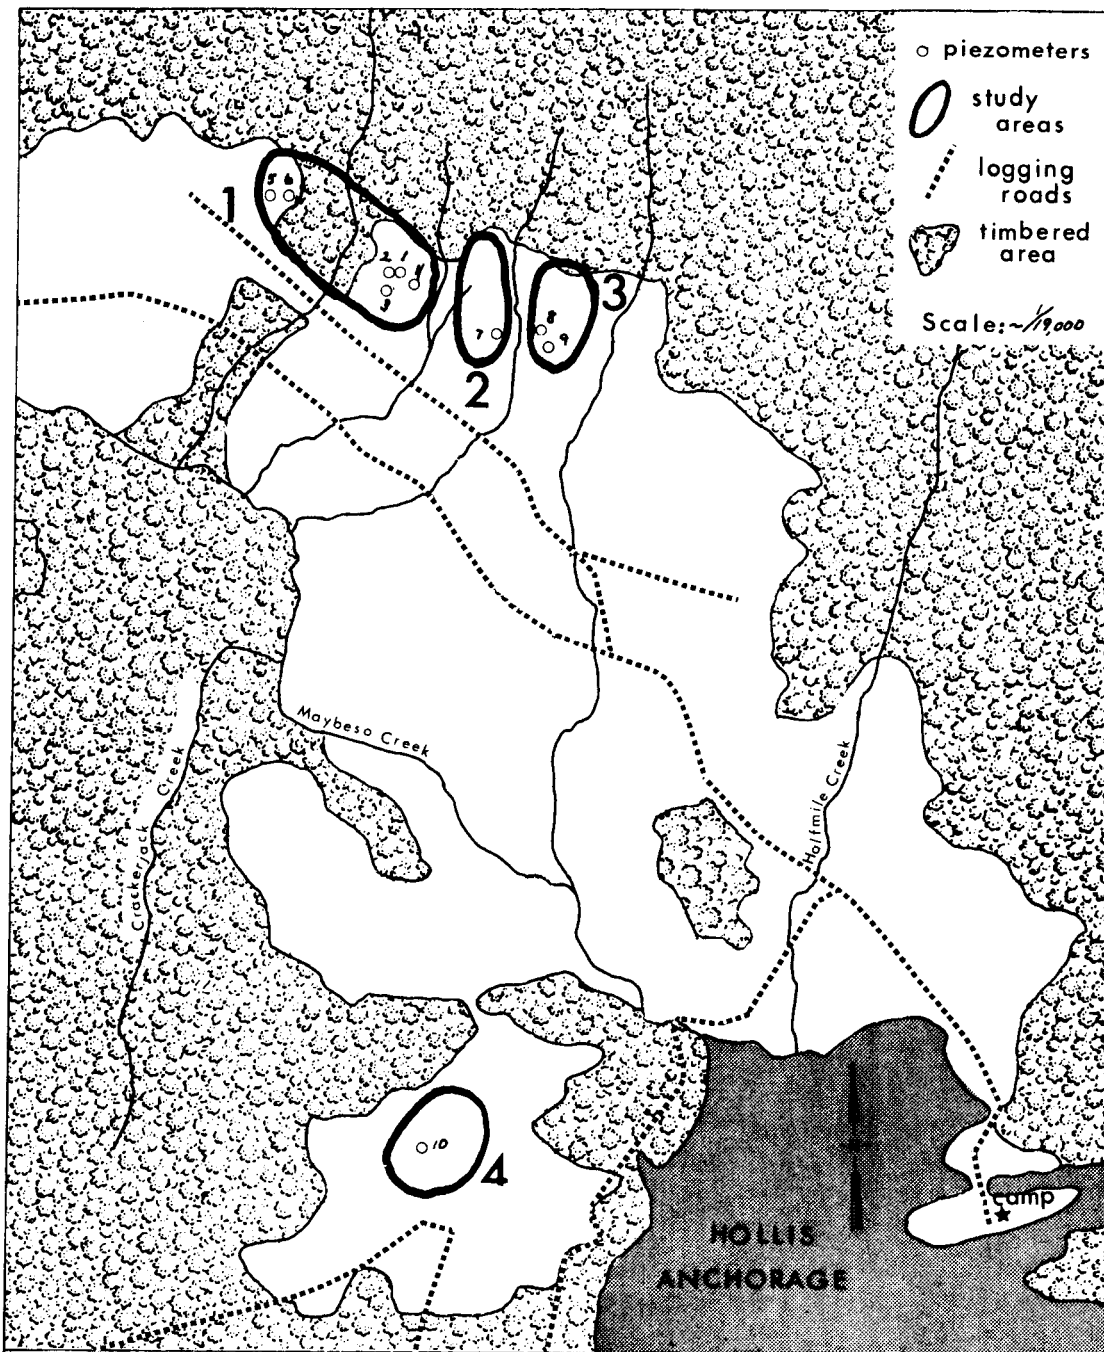 piezometers
study
areas
logging
roads
timbered
area
Scale: ~1/19,000
1
5 6
2 1
4
3
2
7
3
8
9
Maybeso Creek
Crackerjack Creek
Halfmile Creek
4
10
camp
HOLLIS
ANCHORAGE